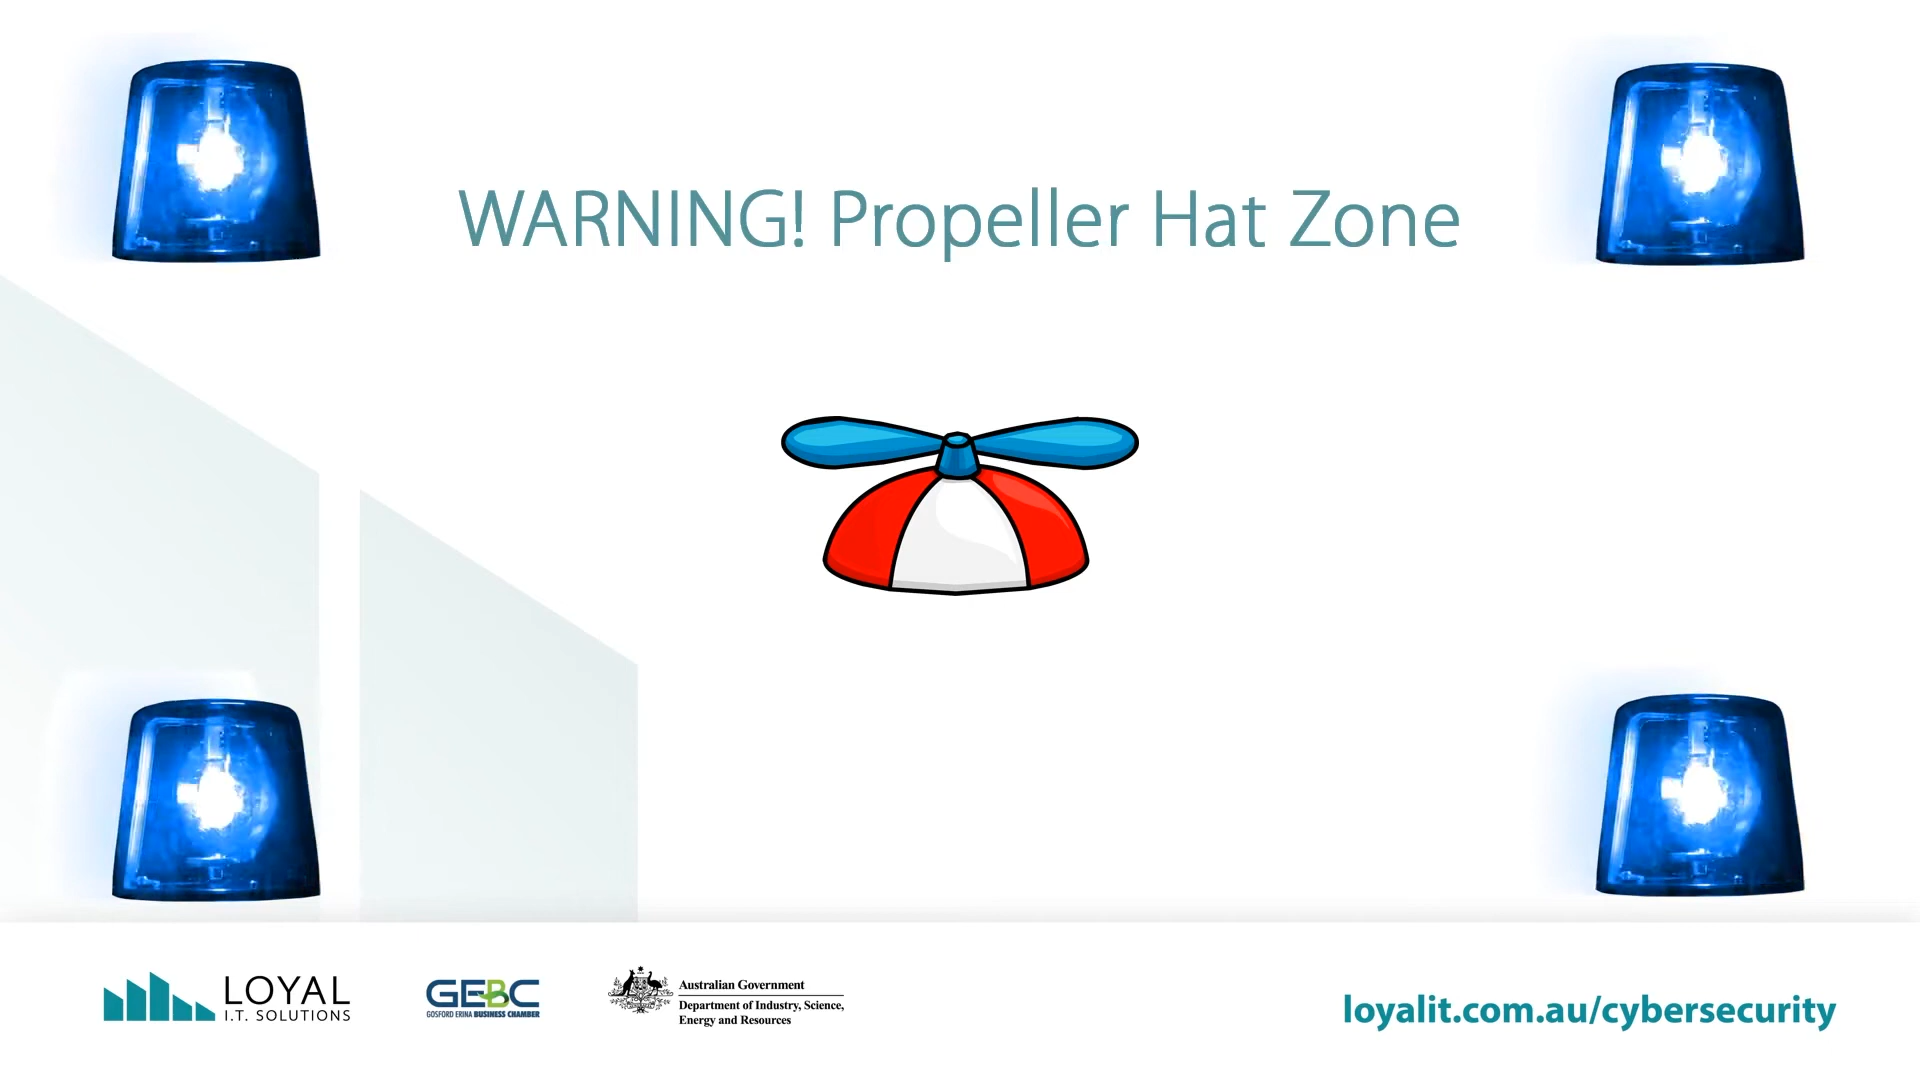 WARNING! Propeller Hat Zone
LOYAL
I.T. SOLUTIONS
GEBC
GOSFORD ERINA BUSINESS CHAMBER
Australian Government
Department of Industry, Science,
Energy and Resources
loyalit.com.au/cybersecurity